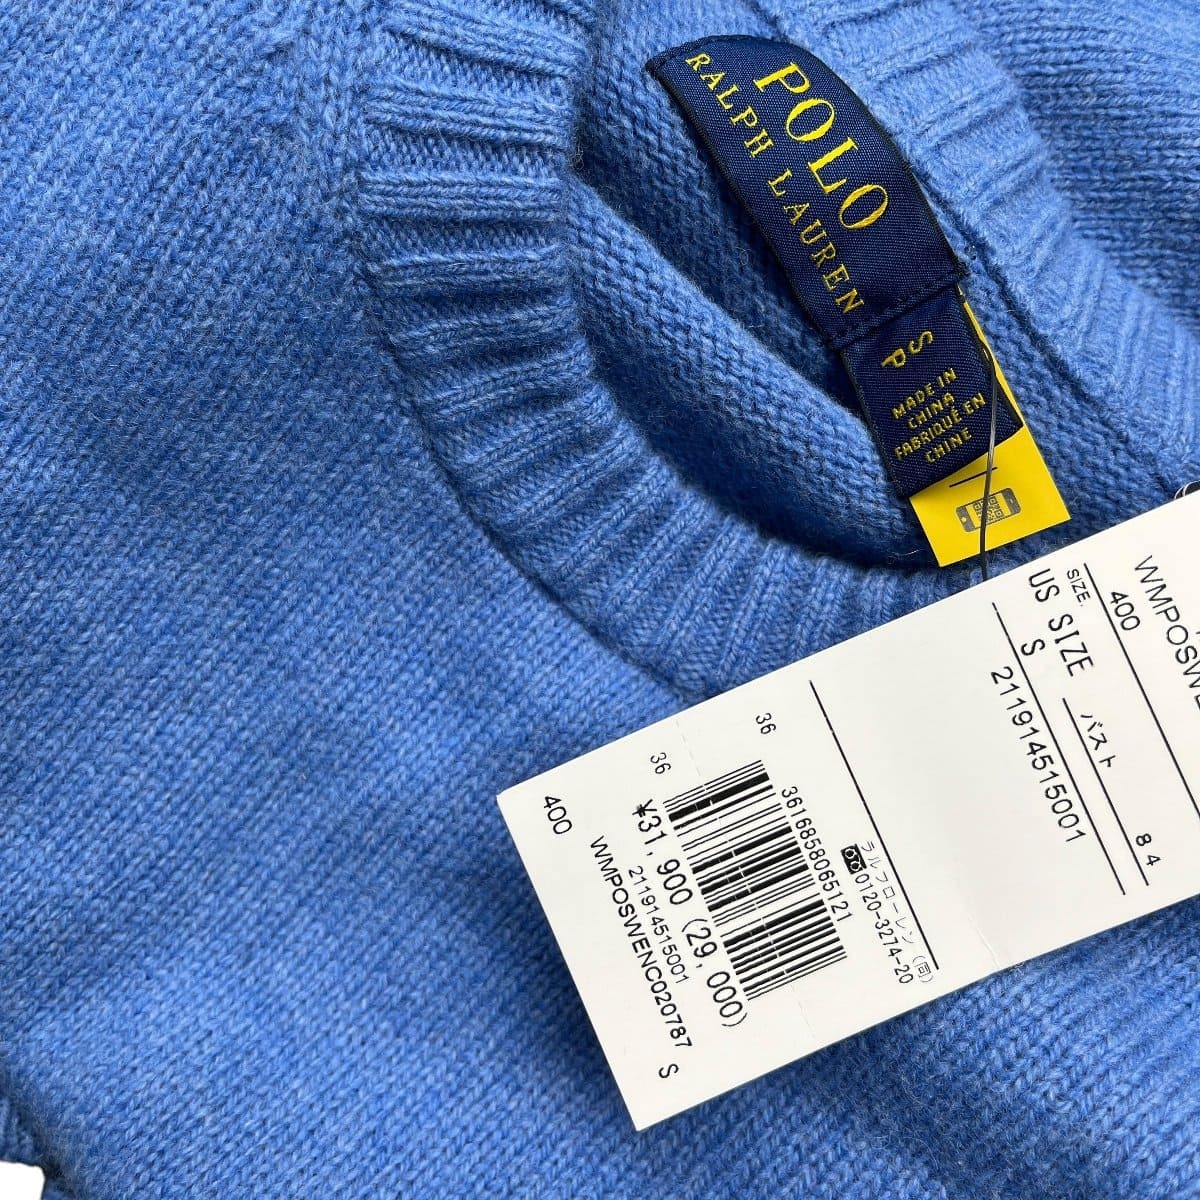 POLO
RALPH LAUREN
S
P
MADE IN
CHINA
FABRIQUÉ EN
CHINE
400
SIZE.
US SIZE
S
バスト
84
211914515001
ラルフローレン(同)
0120-3274-20
3616858065121
36
36
¥31,900 (29,000)
211914515001
400
WMPOSWENC020787
S